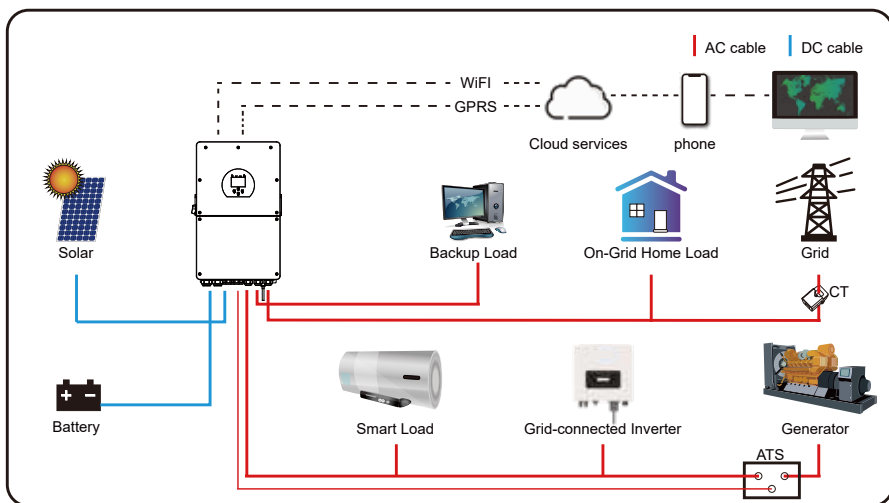 AC cable
DC cable
WiFI
GPRS
Cloud services
phone
Solar
Backup Load
On-Grid Home Load
Grid
CT
Battery
Smart Load
Grid-connected Inverter
Generator
ATS